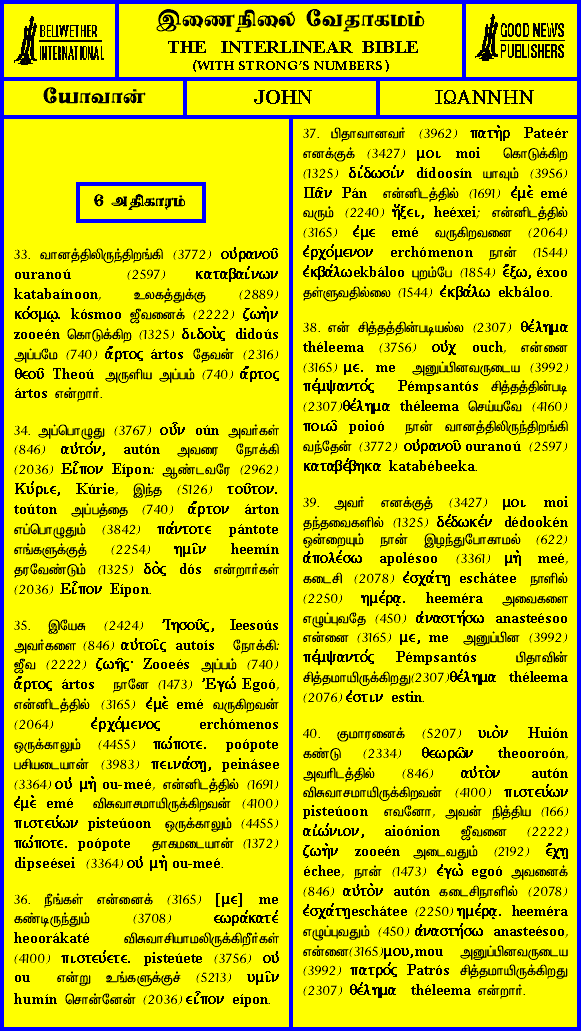 BELLWETHER
INTERNATIONAL
இணைநிலை வேதாகமம்
THE INTERLINEAR BIBLE
(WITH STRONG'S NUMBERS)
GOOD NEWS
PUBLISHERS
யோவான்
JOHN
ΙΩΑΝΝΗΝ
6 அதிகாரம்
33. வானத்திலிருந்திறங்கி (3772) οὐρανοῦ
ouranoú (2597) καταβαίνων
katabaínoon, உலகத்துக்கு (2889)
κόσμῳ. kósmoo ஜீவனைக் (2222) ζωὴν
zooeén கொடுக்கிற (1325) διδοὺς didoús
அப்பமே (740) ἄρτος ártos தேவன் (2316)
θεοῦ Theoú அருளிய அப்பம் (740) ἄρτος
ártos என்றார்.
34. அப்பொழுது (3767) οὖν oún அவர்கள்
(846) αὐτόν, autón அவரை நோக்கி
(2036) Εἶπον Eípon: ஆண்டவரே (2962)
Κύριε, Kúrie, இந்த (5126) τοῦτον.
toúton அப்பத்தை (740) ἄρτον árton
எப்பொழுதும் (3842) πάντοτε pántote
எங்களுக்குத் (2254) ημῖν heemín
தரவேண்டும் (1325) δὸς dós என்றார்கள்
(2036) Εἶπον Eípon.
35. இயேசு (2424) Ἰησοῦς, Ieesoús
அவர்களை (846) αὐτοῖς autoís நோக்கி:
ஜீவ (2222) ζωῆς· Zooeés அப்பம் (740)
ἄρτος ártos நானே (1473) Ἐγώ Egoó,
என்னிடத்தில் (3165) ἐμὲ emé வருகிறவன்
(2064) ἐρχόμενος erchómenos
ஒருக்காலும் (4455) πώποτε. poópote
பசியடையான் (3983) πεινάσῃ, peinásee
(3364) οὐ μὴ ou-meé, என்னிடத்தில் (1691)
ἐμὲ emé விசுவாசமாயிருக்கிறவன் (4100)
πιστεύων pisteúoon ஒருக்காலும் (4455)
πώποτε. poópote தாகமடையான் (1372)
dipseései (3364) οὐ μὴ ou-meé.
36. நீங்கள் என்னைக் (3165) [με] me
கண்டிருந்தும் (3708) εωράκατέ
heoorákaté விசுவாசியாமலிருக்கிறீர்கள்
(4100) πιστεύετε. pisteúete (3756) οὐ
ou என்று உங்களுக்குச் (5213) υμῖν
humín சொன்னேன் (2036) εἶπον eípon.
37. பிதாவானவர் (3962) πατὴρ Pateér
எனக்குக் (3427) μοι moi கொடுக்கிற
(1325) δίδωσίν dídoosín யாவும் (3956)
Πᾶν Pán என்னிடத்தில் (1691) ἐμὲ emé
வரும் (2240) ἥξει, heéxei; என்னிடத்தில்
(3165) ἐμε emé வருகிறவனை (2064)
ἐρχόμενον erchómenon நான் (1544)
ἐκβάλωekbáloo புறம்பே (1854) ἔξω, éxoo
தள்ளுவதில்லை (1544) ἐκβάλω ekbáloo.
38. என் சித்தத்தின்படியல்ல (2307) θέλημα
théleema (3756) οὐχ ouch, என்னை
(3165) με. me அனுப்பினவருடைய (3992)
πέμψαντός Pémpsantós சித்தத்தின்படி
(2307)θέλημα théleema செய்யவே (4160)
ποιῶ poioó நான் வானத்திலிருந்திறங்கி
வந்தேன் (3772) οὐρανοῦ ouranoú (2597)
καταβέβηκα katabébeeka.
39. அவர் எனக்குத் (3427) μοι moi
தந்தவைகளில் (1325) δέδωκέν dédookén
ஒன்றையும் நான் இழந்துபோகாமல் (622)
ἀπολέσω apolésoo (3361) μὴ meé,
கடைசி (2078) ἐσχάτῃ eschátee நாளில்
(2250) ημέρᾳ. heeméra அவைகளை
எழுப்புவதே (450) ἀναστήσω anasteésoo
என்னை (3165) με, me அனுப்பின (3992)
πέμψαντός Pémpsantós பிதாவின்
சித்தமாயிருக்கிறது(2307)θέλημα théleema
(2076) ἐστιν estin.
40. குமாரணைக் (5207) υιὸν Huión
கண்டு (2334) θεωρῶν theooroón,
அவரிடத்தில் (846) αὐτὸν autón
விசுவாசமாயிருக்கிறவன் (4100) πιστεύων
pisteúoon எவனோ, அவன் நித்திய (166)
αἰώνιον, aioónion ஜீவனை (2222)
ζωὴν zooeén அடைவதும் (2192) ἔχῃ
échee, நான் (1473) ἐγὼ egoó அவனைக்
(846) αὐτὸν autón கடைசிநாளில் (2078)
ἐσχάτῃeschátee (2250) ημέρᾳ. heeméra
எழுப்புவதும் (450) ἀναστήσω anasteésoo,
என்னை(3165)μου,mou அனுப்பினவருடைய
(3992) πατρός Patrós சித்தமாயிருக்கிறது
(2307) θέλημα théleema என்றார்.